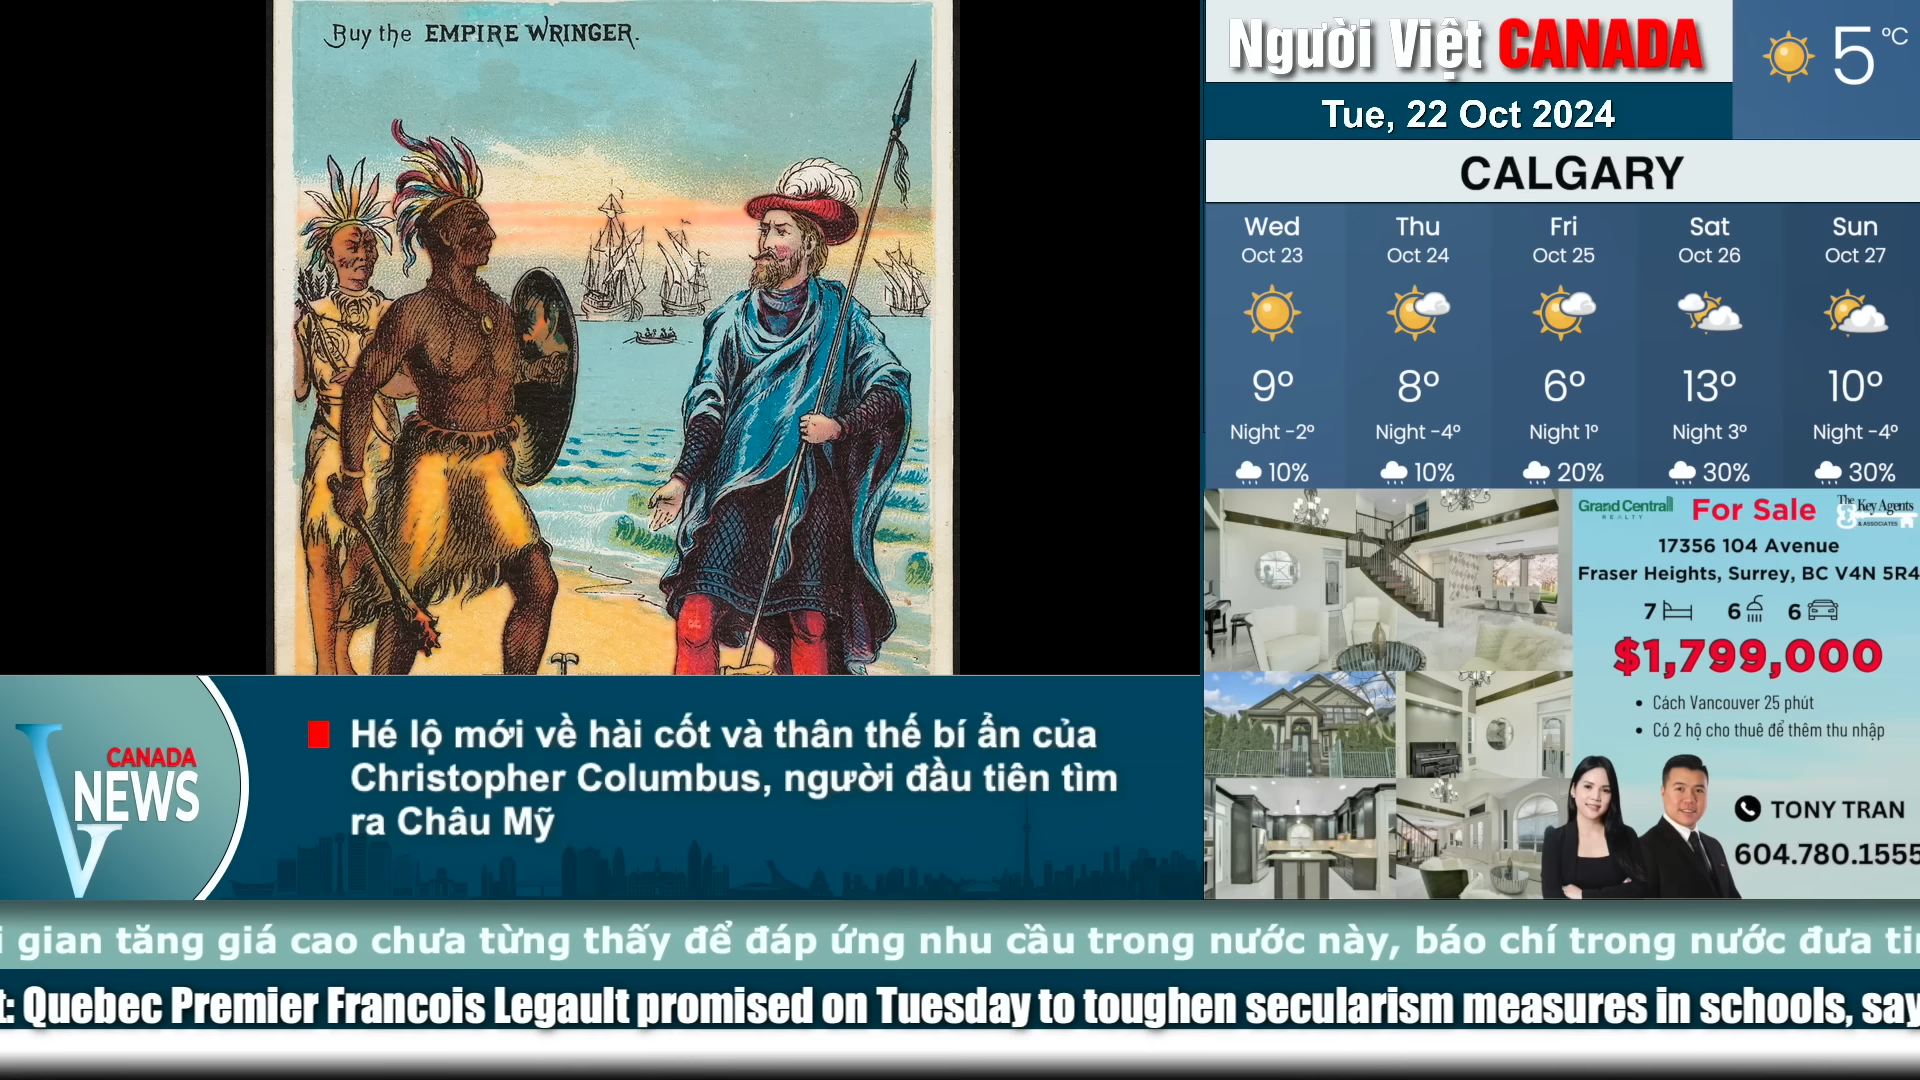 Buy the EMPIRE WRINGER.
Người Việt CANADA
5 °C
Tue, 22 Oct 2024
CALGARY
Wed Thu Fri Sat Sun
Oct 23 Oct 24 Oct 25 Oct 26 Oct 27
9° 8° 6° 13° 10°
Night -2° Night -4° Night 1° Night 3° Night -4°
10% 10% 20% 30% 30%
Grand Central
REALTY
For Sale
The Key Agents
& ASSOCIATES
17356 104 Avenue
Fraser Heights, Surrey, BC V4N 5R4
7 6 6
$1,799,000
• Cách Vancouver 25 phút
• Có 2 hộ cho thuê để thêm thu nhập
TONY TRAN
604.780.1555
CANADA
V NEWS
Hé lộ mới về hài cốt và thân thế bí ẩn của
Christopher Columbus, người đầu tiên tìm
ra Châu Mỹ
i gian tăng giá cao chưa từng thấy để đáp ứng nhu cầu trong nước này, báo chí trong nước đưa tin
t: Quebec Premier Francois Legault promised on Tuesday to toughen secularism measures in schools, say